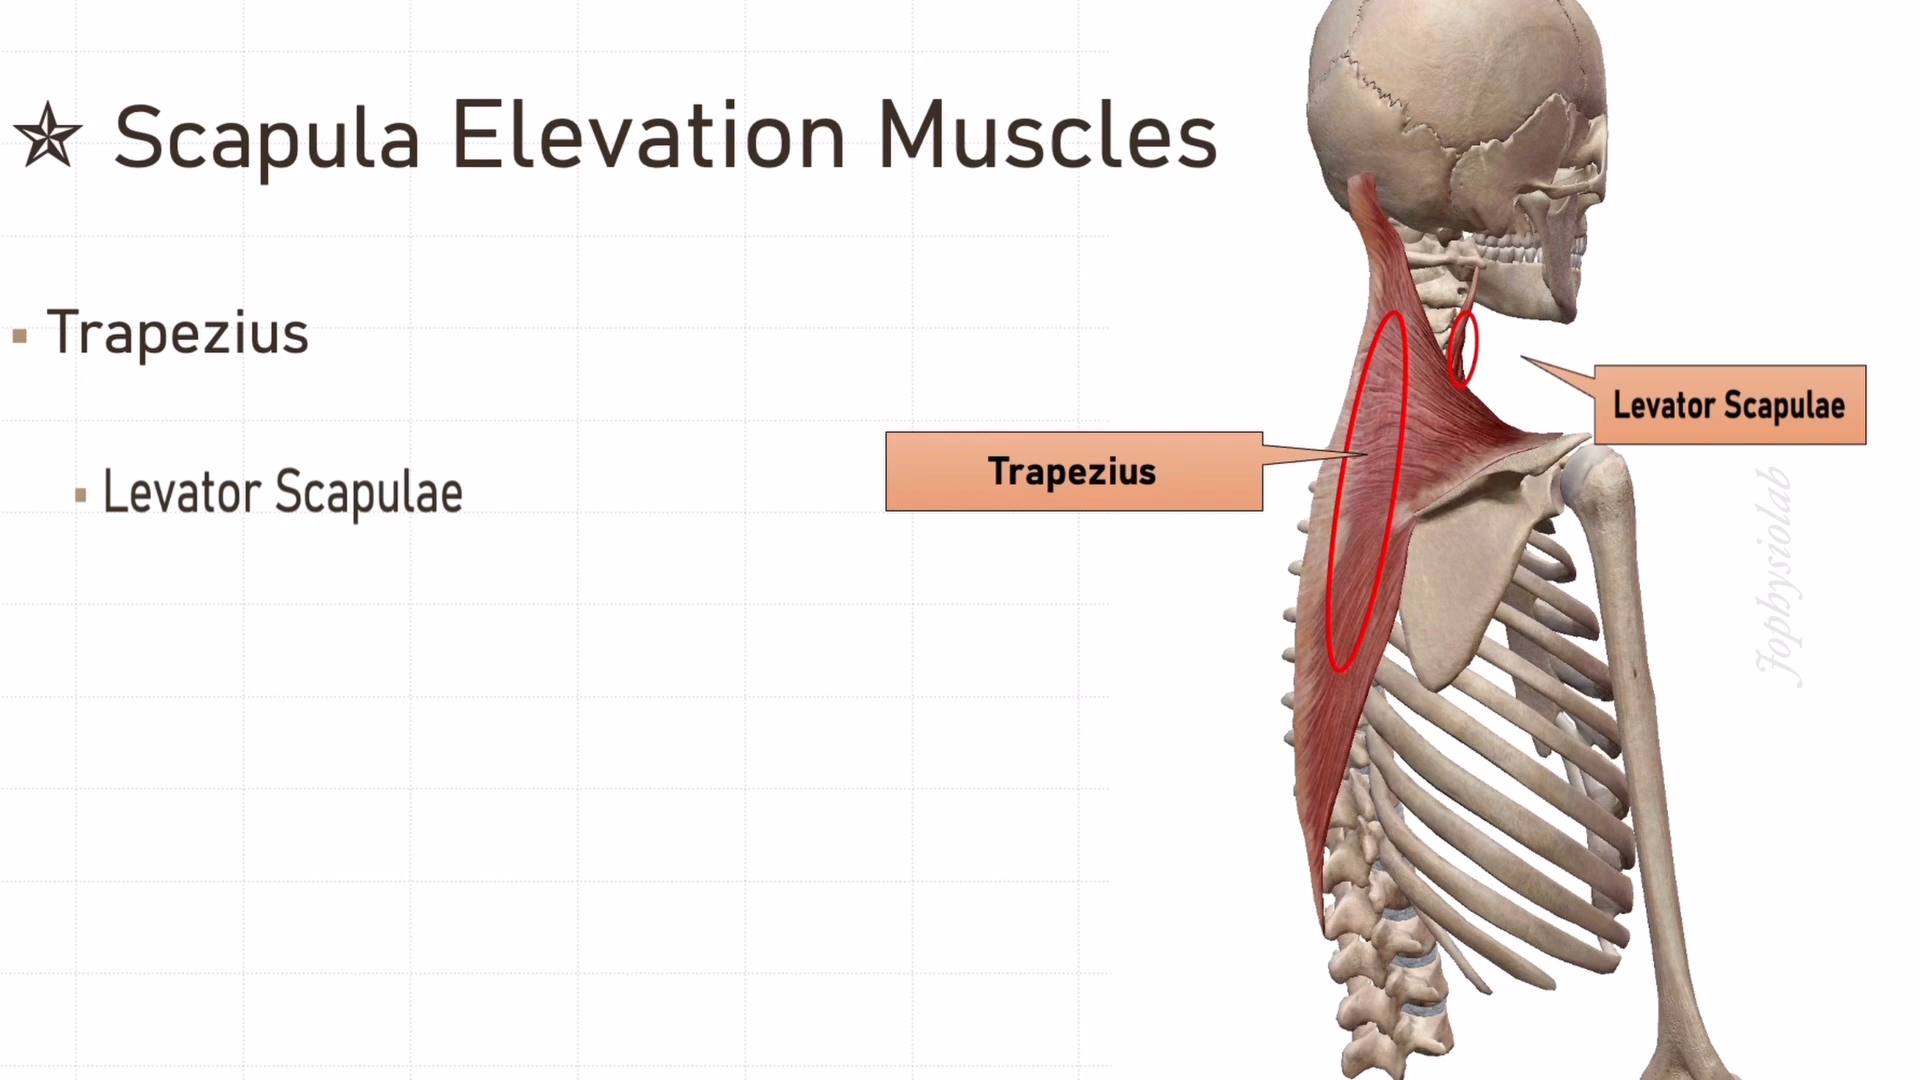 Scapula Elevation Muscles
Trapezius
Levator Scapulae
Trapezius
Levator Scapulae
Jophysiolab